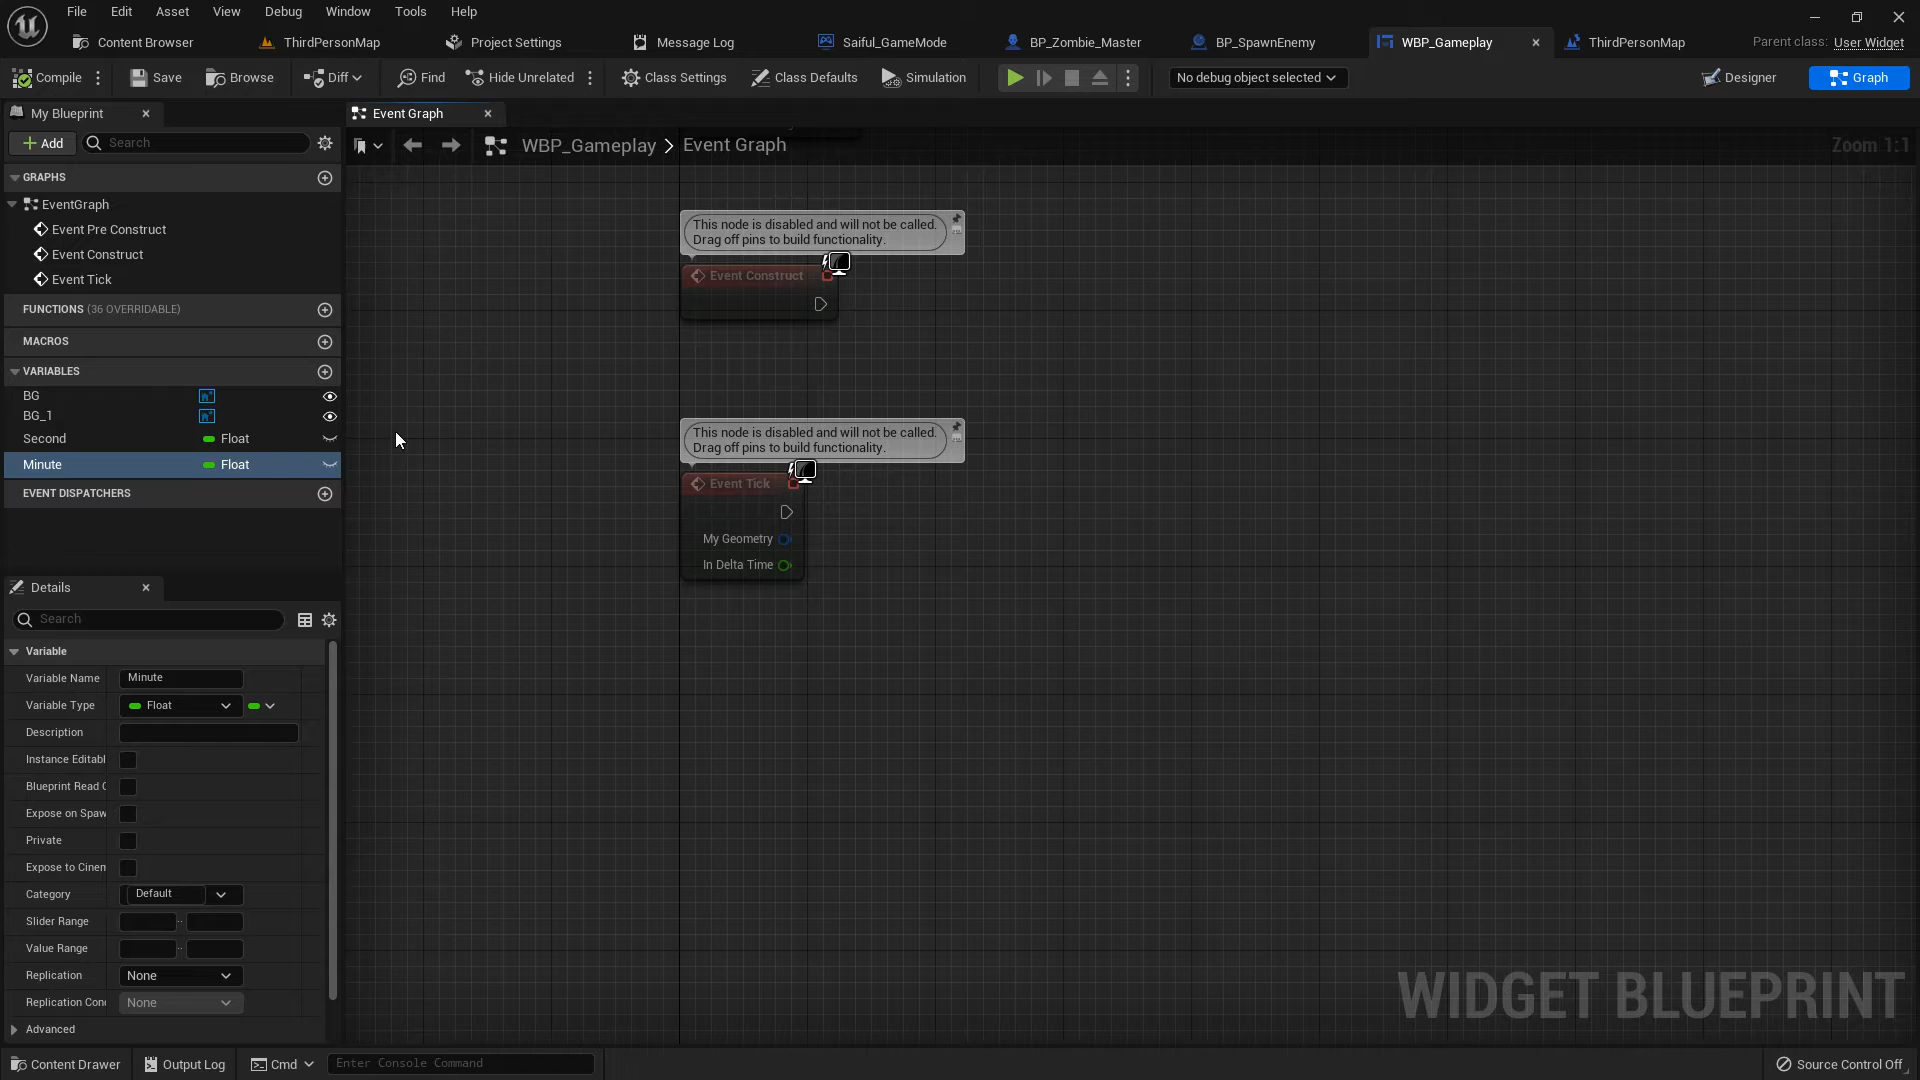 File Edit Asset View Debug Window Tools Help
Content Browser ThirdPersonMap Project Settings Message Log Saiful_GameMode BP_Zombie_Master BP_SpawnEnemy WBP_Gameplay ThirdPersonMap Parent class: User Widget
Compile Save Browse Diff Find Hide Unrelated Class Settings Class Defaults Simulation No debug object selected Designer Graph
My Blueprint
Event Graph
Add Search
WBP_Gameplay > Event Graph
Zoom 1:1
GRAPHS
EventGraph
Event Pre Construct
Event Construct
Event Tick
FUNCTIONS (36 OVERRIDABLE)
MACROS
VARIABLES
BG
BG_1
Second Float
Minute Float
EVENT DISPATCHERS
This node is disabled and will not be called.
Drag off pins to build functionality.
Event Construct
This node is disabled and will not be called.
Drag off pins to build functionality.
Event Tick
My Geometry
In Delta Time
Details
Search
Variable
Variable Name Minute
Variable Type Float
Description
Instance Editabl
Blueprint Read C
Expose on Spaw
Private
Expose to Cinem
Category Default
Slider Range
Value Range
Replication None
Replication Con None
Advanced
WIDGET BLUEPRINT
Content Drawer Output Log Cmd Enter Console Command Source Control Off